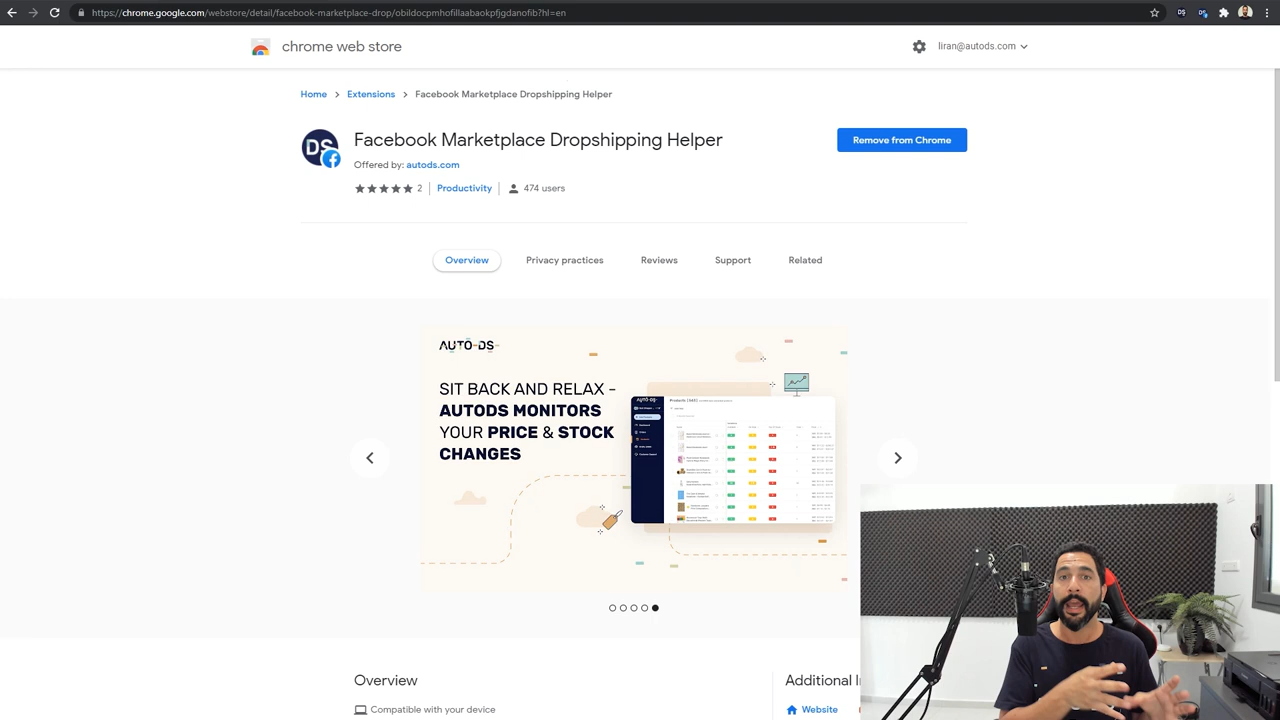 https://chrome.google.com/webstore/detail/facebook-marketplace-drop/obildocpmhofillaabaokpfjgdanofib?hl=en
chrome web store
liran@autods.com
Home > Extensions > Facebook Marketplace Dropshipping Helper
Facebook Marketplace Dropshipping Helper
Remove from Chrome
Offered by: autods.com
2 Productivity 474 users
Overview Privacy practices Reviews Support Related
AUTO-DS
SIT BACK AND RELAX -
AUTODS MONITORS
YOUR PRICE & STOCK
CHANGES
Overview
Additional I
Compatible with your device
Website